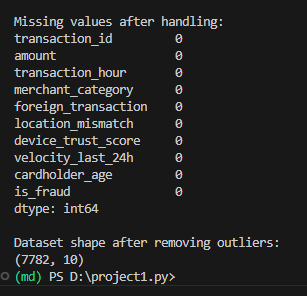 Missing values after handling:
transaction_id 0
amount 0
transaction_hour 0
merchant_category 0
foreign_transaction 0
location_mismatch 0
device_trust_score 0
velocity_last_24h 0
cardholder_age 0
is_fraud 0
dtype: int64
Dataset shape after removing outliers:
(7782, 10)
(md) PS D:\project1.py>